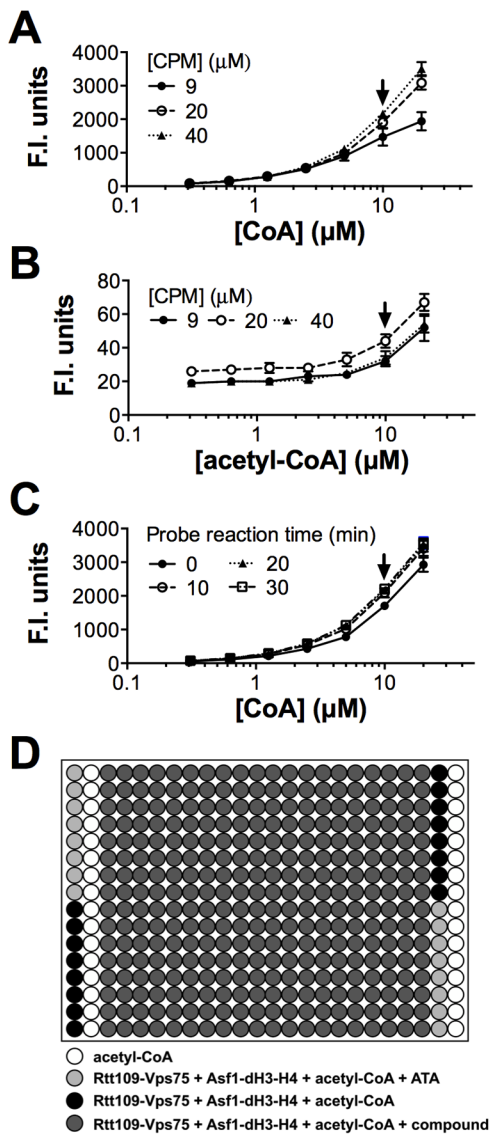 A
[CPM] (µM)
9
20
40
F.I. units
4000
3000
2000
1000
0
0.1
1
10
[CoA] (µM)
B
[CPM] (µM)
9
20
40
F.I. units
80
60
40
20
0
0.1
1
10
[acetyl-CoA] (µM)
C
Probe reaction time (min)
0
20
10
30
F.I. units
4000
3000
2000
1000
0
0.1
1
10
[CoA] (µM)
D
acetyl-CoA
Rtt109-Vps75 + Asf1-dH3-H4 + acetyl-CoA + ATA
Rtt109-Vps75 + Asf1-dH3-H4 + acetyl-CoA
Rtt109-Vps75 + Asf1-dH3-H4 + acetyl-CoA + compound